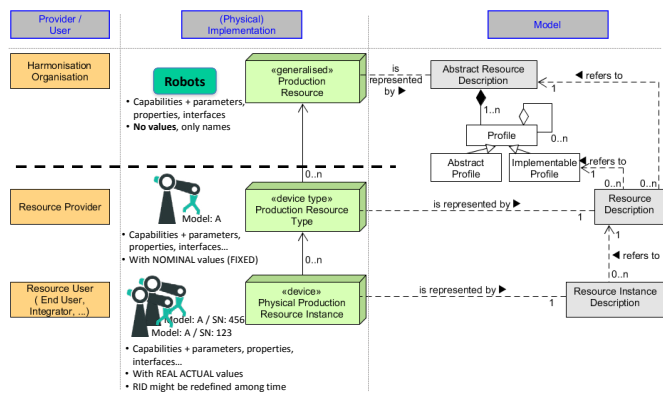 Provider /
User
(Physical)
Implementation
Model
Harmonisation
Organisation
Robots
• Capabilities + parameters,
properties, interfaces
• No values, only names
«generalised»
Production
Resource
is
represented
by ▶
Abstract Resource
Description
1
◀ refers to
1..n
Profile
0..n
Abstract
Profile
Implementable
Profile
1
◀ refers to
0..n
0..n
0..n
Resource Provider
Model: A
• Capabilities + parameters,
properties, interfaces...
• With NOMINAL values (FIXED)
«device type»
Production Resource
Type
is represented by ▶
1
Resource
Description
1
◀ refers to
0..n
0..n
Resource User
( End User,
Integrator, ...)
Model: A / SN: 456
Model: A / SN: 123
• Capabilities + parameters, properties,
interfaces...
• With REAL ACTUAL values
• RID might be redefined among time
«device»
Physical Production
Resource Instance
is represented by ▶
1
Resource Instance
Description